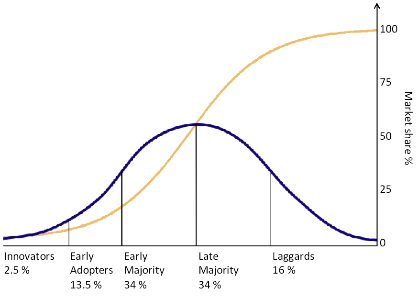 100
75
50
25
0
Market share %
Innovators
2.5 %
Early
Adopters
13.5 %
Early
Majority
34 %
Late
Majority
34 %
Laggards
16 %